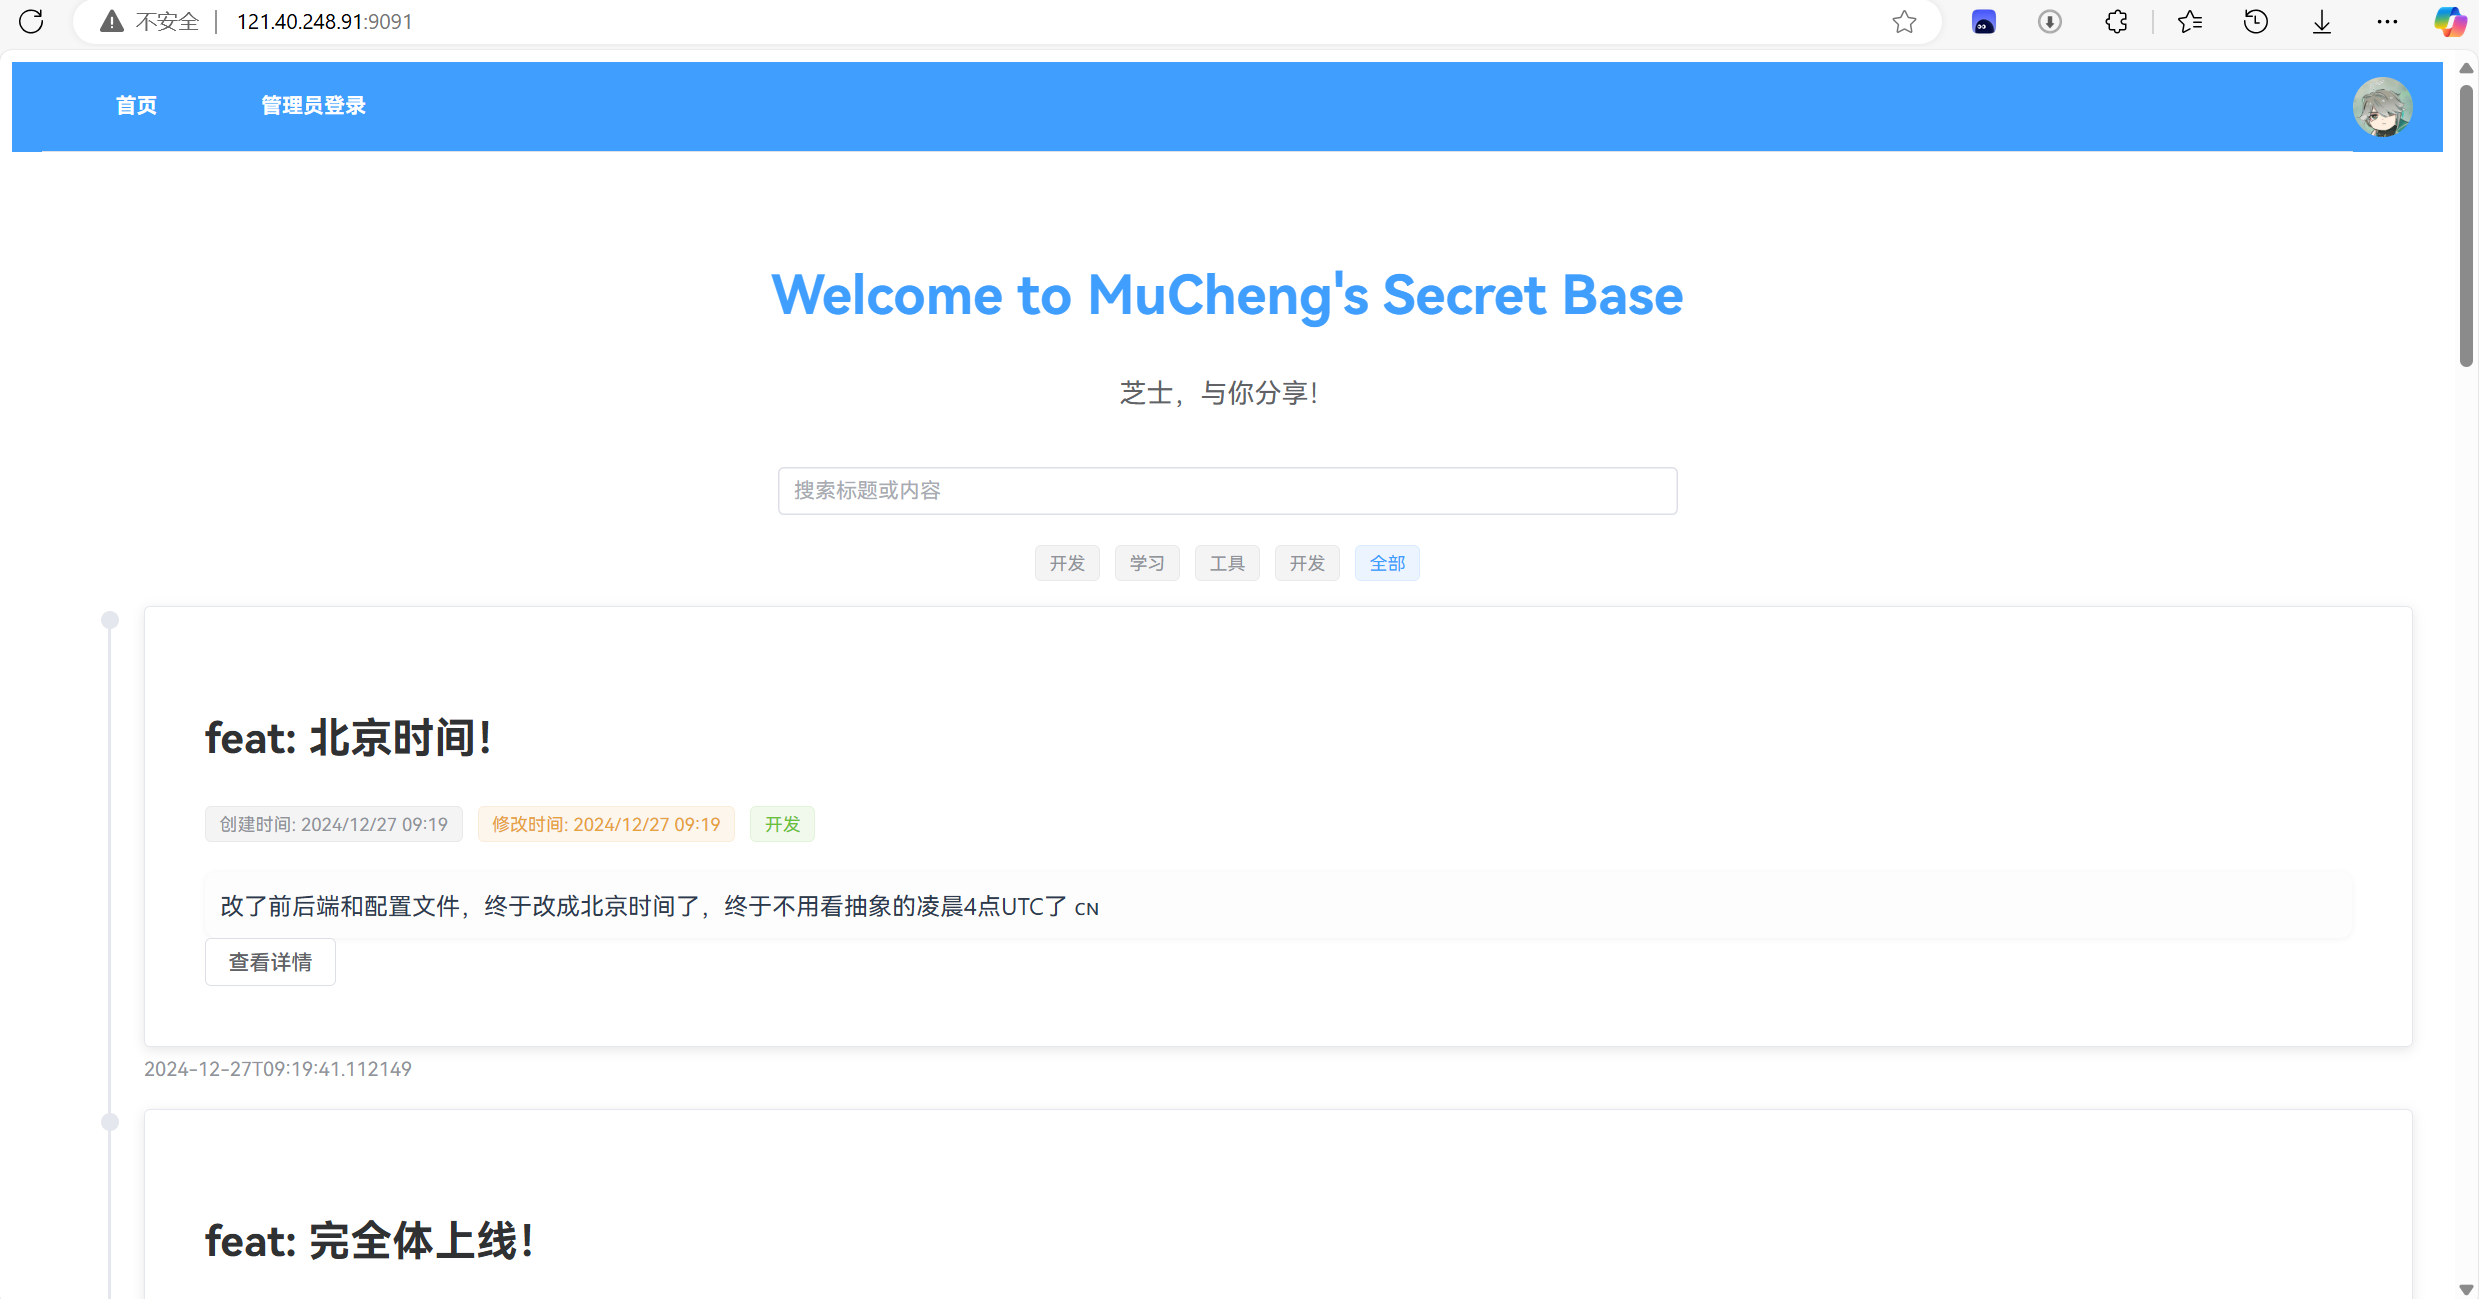 不安全 | 121.40.248.91:9091
首页 管理员登录
Welcome to MuCheng's Secret Base
芝士，与你分享！
搜索标题或内容
开发 学习 工具 开发 全部
feat: 北京时间！
创建时间: 2024/12/27 09:19 修改时间: 2024/12/27 09:19 开发
改了前后端和配置文件，终于改成北京时间了，终于不用看抽象的凌晨4点UTC了 CN
查看详情
2024-12-27T09:19:41.112149
feat: 完全体上线！